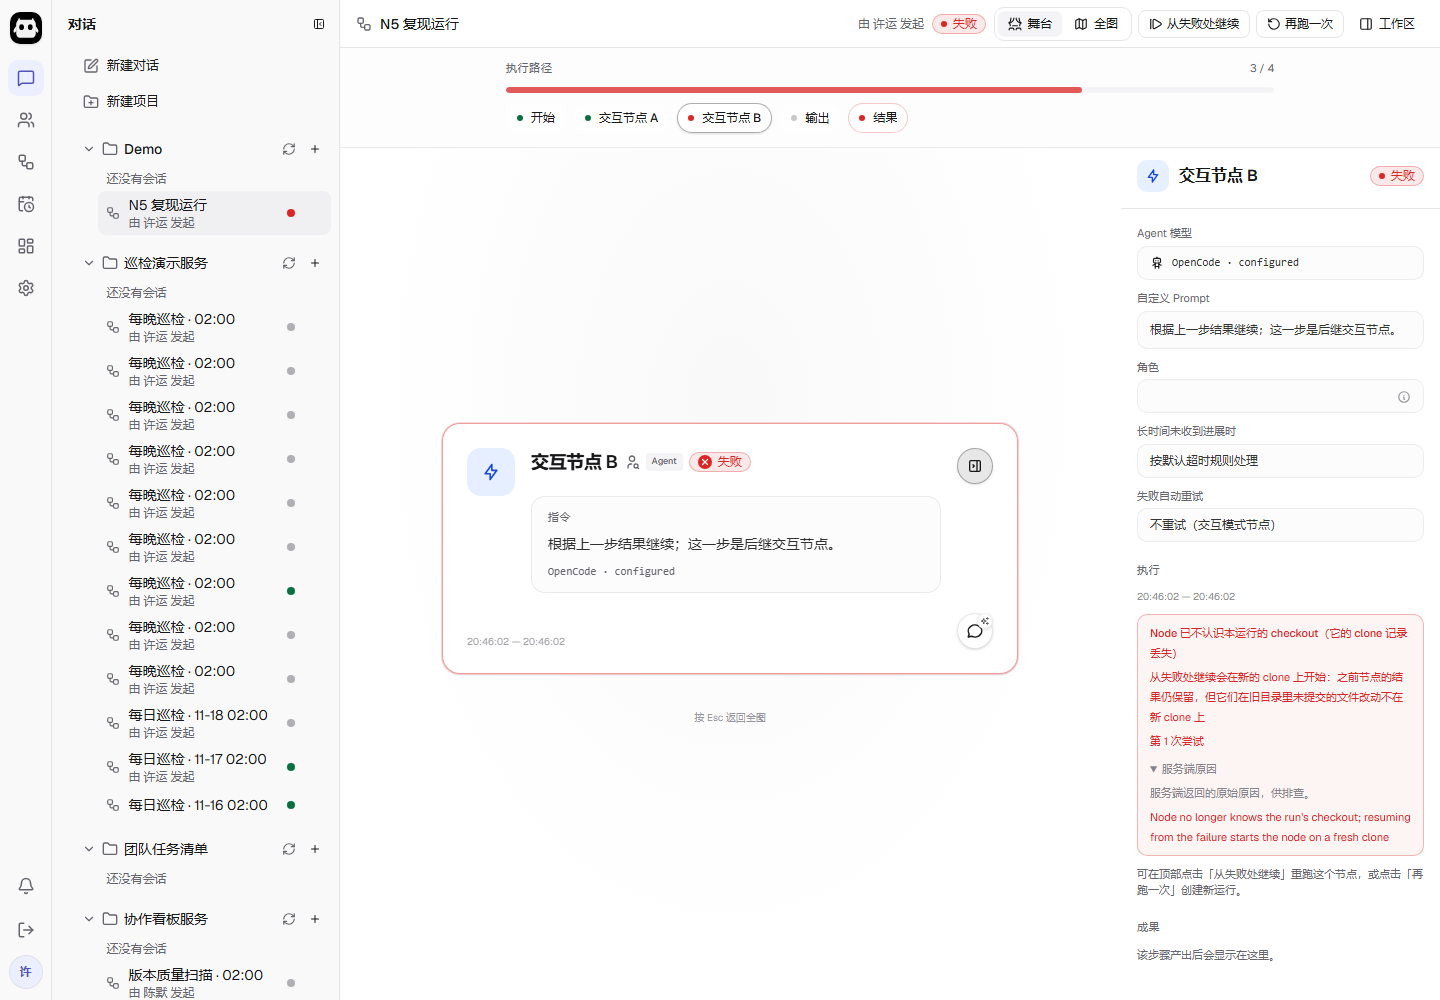 对话
新建对话
新建项目
Demo
还没有会话
N5 复现运行
由 许运 发起
巡检演示服务
还没有会话
每晚巡检 · 02:00
由 许运 发起
每晚巡检 · 02:00
由 许运 发起
每晚巡检 · 02:00
由 许运 发起
每晚巡检 · 02:00
由 许运 发起
每晚巡检 · 02:00
由 许运 发起
每晚巡检 · 02:00
由 许运 发起
每晚巡检 · 02:00
由 许运 发起
每晚巡检 · 02:00
由 许运 发起
每晚巡检 · 02:00
由 许运 发起
每日巡检 · 11-18 02:00
由 许运 发起
每日巡检 · 11-17 02:00
由 许运 发起
每日巡检 · 11-16 02:00
团队任务清单
还没有会话
协作看板服务
还没有会话
版本质量扫描 · 02:00
由 陈默 发起
许
N5 复现运行
由 许运 发起
失败
舞台
全图
从失败处继续
再跑一次
工作区
执行路径
3 / 4
开始
交互节点 A
交互节点 B
输出
结果
交互节点 B
Agent
失败
指令
根据上一步结果继续；这一步是后继交互节点。
OpenCode · configured
20:46:02 — 20:46:02
按 Esc 返回全图
交互节点 B
失败
Agent 模型
OpenCode · configured
自定义 Prompt
根据上一步结果继续；这一步是后继交互节点。
角色
长时间未收到进展时
按默认超时规则处理
失败自动重试
不重试（交互模式节点）
执行
20:46:02 — 20:46:02
Node 已不认识本运行的 checkout（它的 clone 记录
丢失）
从失败处继续会在新的 clone 上开始：之前节点的结
果仍保留，但它们在旧目录里未提交的文件改动不在
新 clone 上
第 1 次尝试
▼ 服务端原因
服务端返回的原始原因，供排查。
Node no longer knows the run's checkout; resuming
from the failure starts the node on a fresh clone
可在顶部点击「从失败处继续」重跑这个节点，或点击「再
跑一次」创建新运行。
成果
该步骤产出后会显示在这里。